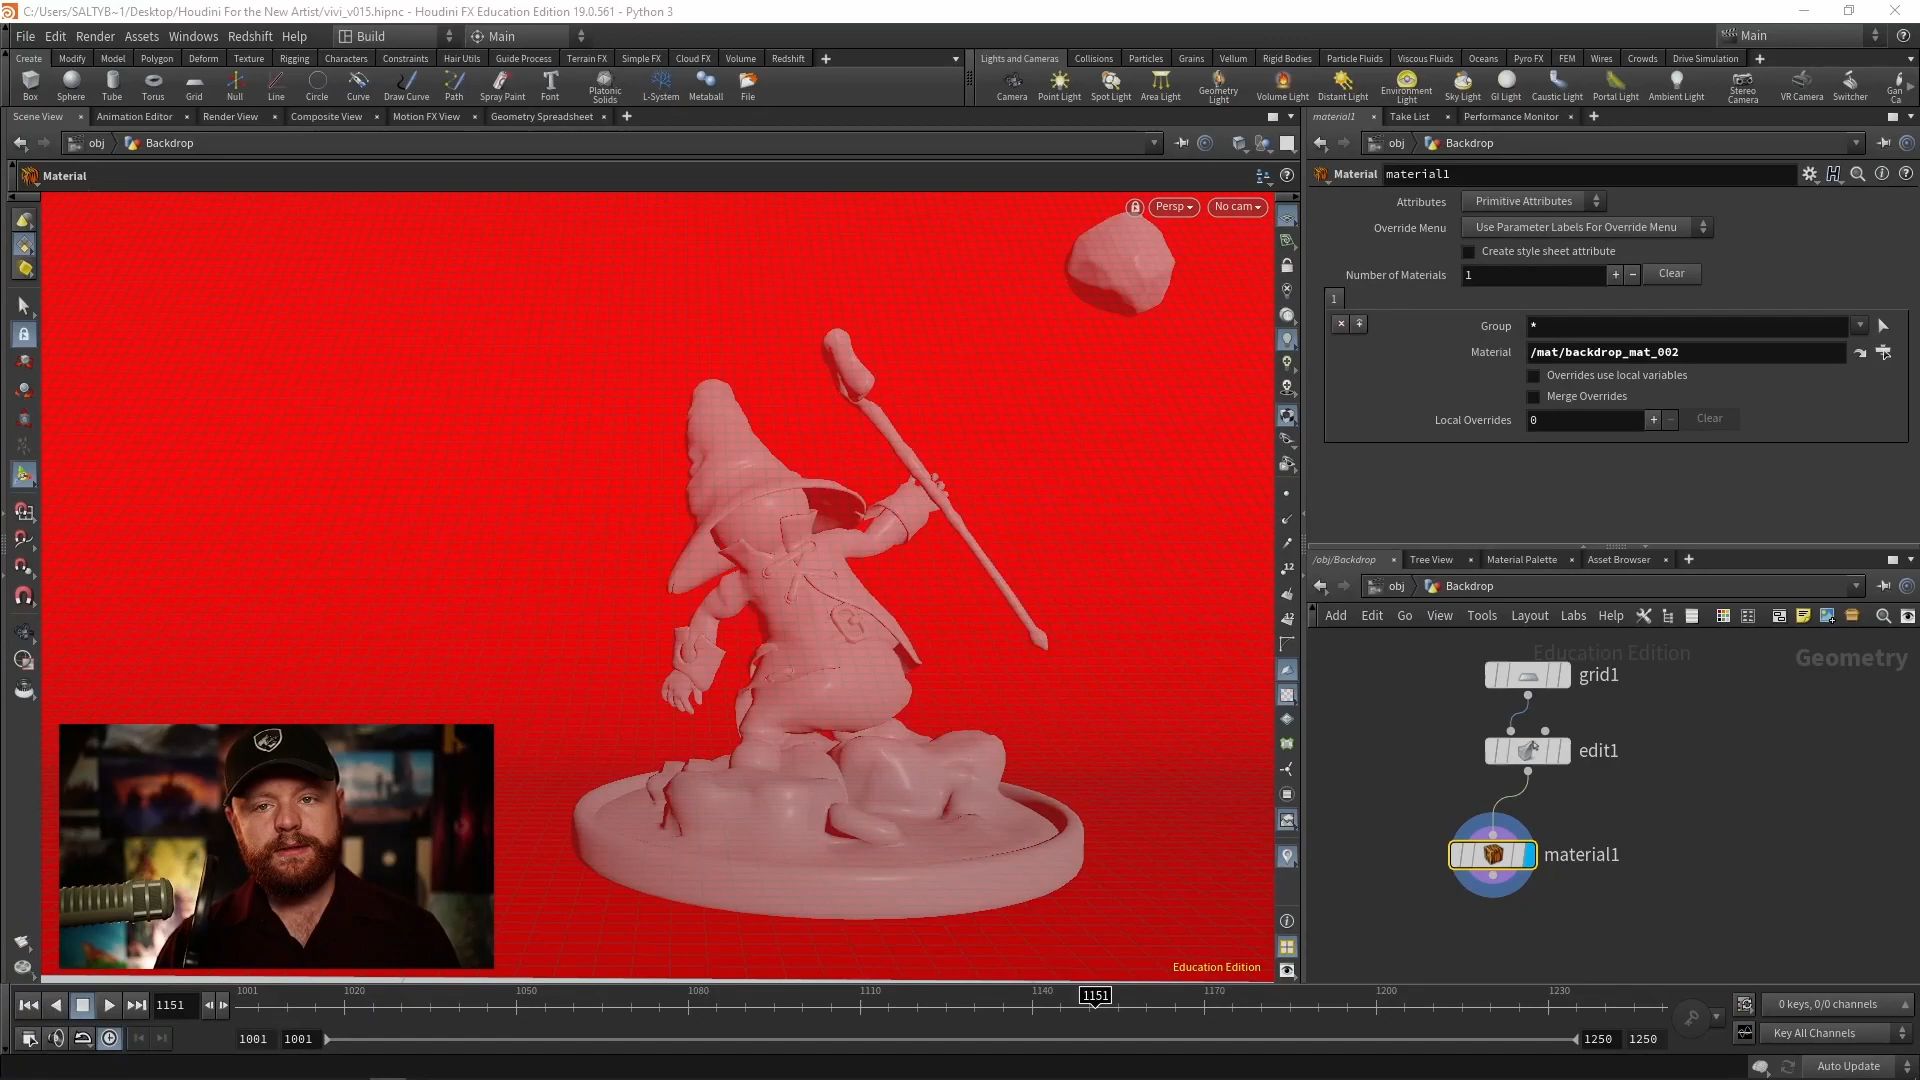 C:/Users/SALTYB~1/Desktop/Houdini For the New Artist/vivi_v015.hipnc - Houdini FX Education Edition 19.0.561 - Python 3
File Edit Render Assets Windows Redshift Help Build Main Main
Create Modify Model Polygon Deform Texture Rigging Characters Constraints Hair Utils Guide Process Terrain FX Simple FX Cloud FX Volume Redshift
Lights and Cameras Collisions Particles Grains Vellum Rigid Bodies Particle Fluids Viscous Fluids Oceans Pyro FX FEM Wires Crowds Drive Simulation
Box Sphere Tube Torus Grid Null Line Circle Curve Draw Curve Path Spray Paint Font Platonic Solids L-System Metaball File
Camera Point Light Spot Light Area Light Geometry Light Volume Light Distant Light Environment Light Sky Light GI Light Caustic Light Portal Light Ambient Light Stereo Camera VR Camera Switcher Gan Ca
Scene View Animation Editor Render View Composite View Motion FX View Geometry Spreadsheet
material1 Take List Performance Monitor
obj Backdrop
obj Backdrop
Material
Material material1
Persp No cam
Attributes Primitive Attributes
Override Menu Use Parameter Labels For Override Menu
Create style sheet attribute
Number of Materials 1 Clear
1
Group *
Material /mat/backdrop_mat_002
Overrides use local variables
Merge Overrides
Local Overrides 0 Clear
/obj/Backdrop Tree View Material Palette Asset Browser
obj Backdrop
Add Edit Go View Tools Layout Labs Help
Education Edition
Geometry
grid1
edit1
material1
Education Edition
1151
1001 1020 1050 1080 1110 1140 1151 1170 1200 1230
0 keys, 0/0 channels
1001 1001 1250 1250
Key All Channels
Auto Update